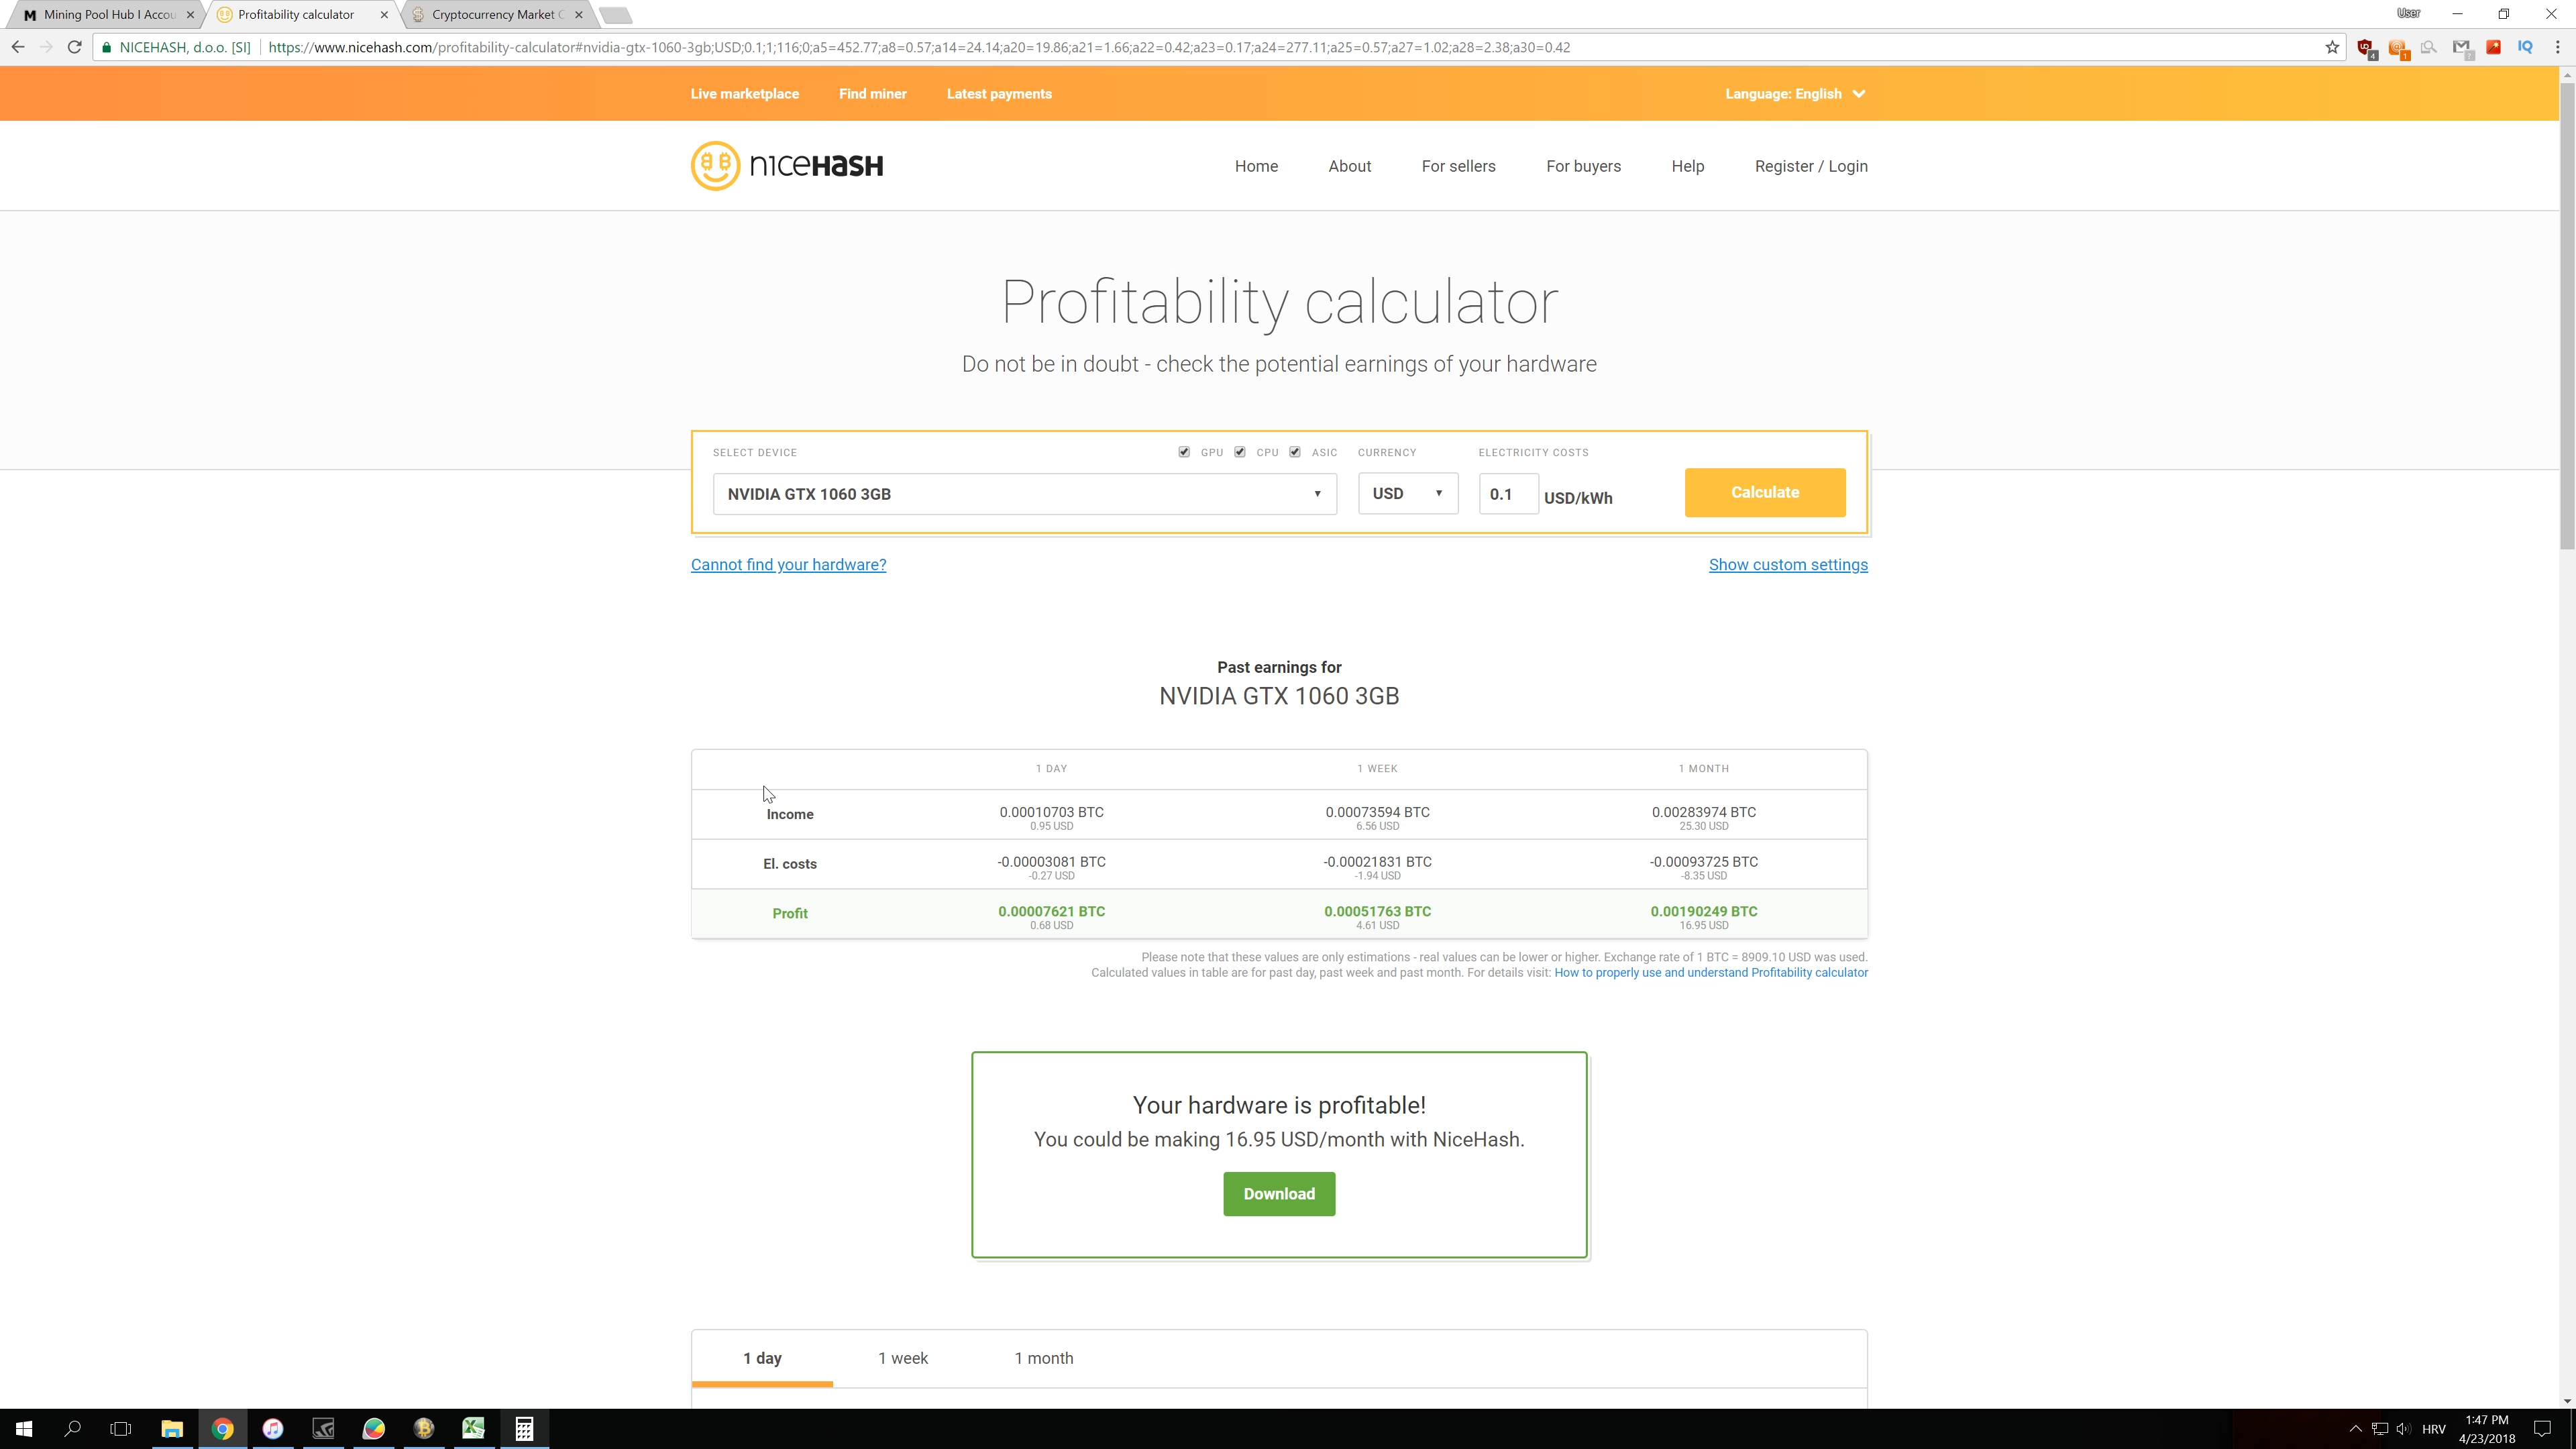 Mining Pool Hub I Accou
Profitability calculator
Cryptocurrency Market C
User
NICEHASH, d.o.o. [SI]
https://www.nicehash.com/profitability-calculator#nvidia-gtx-1060-3gb;USD;0.1;1;116;0;a5=452.77;a8=0.57;a14=24.14;a20=19.86;a21=1.66;a22=0.42;a23=0.17;a24=277.11;a25=0.57;a27=1.02;a28=2.38;a30=0.42
4
1
IQ
Live marketplace Find miner Latest payments Language: English
nıceHasH
Home About For sellers For buyers Help Register / Login
Profitability calculator
Do not be in doubt - check the potential earnings of your hardware
SELECT DEVICE GPU CPU ASIC CURRENCY ELECTRICITY COSTS
NVIDIA GTX 1060 3GB USD 0.1 USD/kWh Calculate
Cannot find your hardware? Show custom settings
Past earnings for
NVIDIA GTX 1060 3GB
1 DAY 1 WEEK 1 MONTH
Income 0.00010703 BTC 0.00073594 BTC 0.00283974 BTC
0.95 USD 6.56 USD 25.30 USD
El. costs -0.00003081 BTC -0.00021831 BTC -0.00093725 BTC
-0.27 USD -1.94 USD -8.35 USD
Profit 0.00007621 BTC 0.00051763 BTC 0.00190249 BTC
0.68 USD 4.61 USD 16.95 USD
Please note that these values are only estimations - real values can be lower or higher. Exchange rate of 1 BTC = 8909.10 USD was used.
Calculated values in table are for past day, past week and past month. For details visit: How to properly use and understand Profitability calculator
Your hardware is profitable!
You could be making 16.95 USD/month with NiceHash.
Download
1 day 1 week 1 month
HRV
1:47 PM
4/23/2018